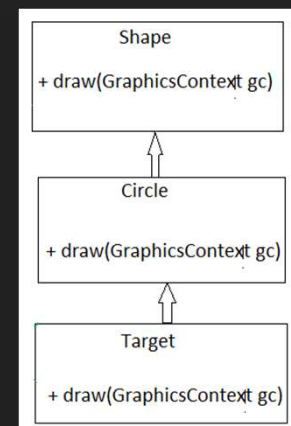 Shape
+ draw(GraphicsContext gc)
Circle
+ draw(GraphicsContext gc)
Target
+ draw(GraphicsContext gc)